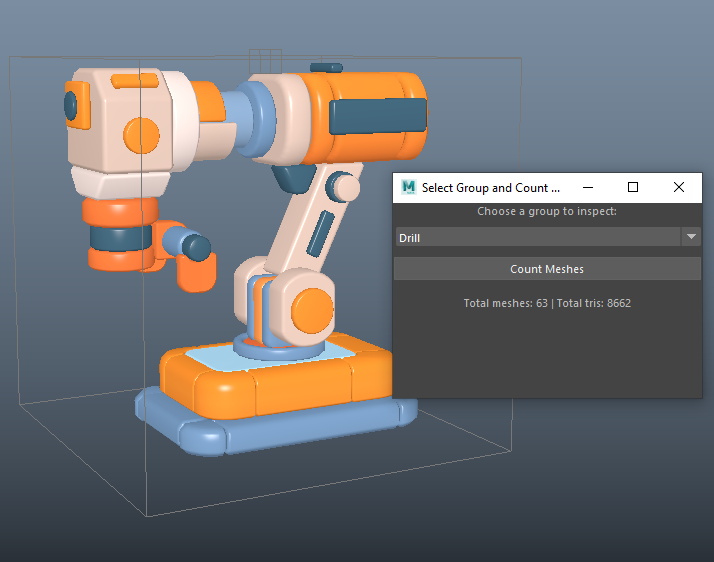 Select Group and Count ...
Choose a group to inspect:
Drill
Count Meshes
Total meshes: 63 | Total tris: 8662